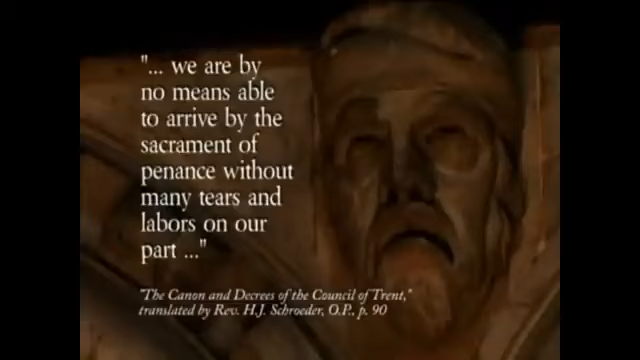 "... we are by
no means able
to arrive by the
sacrament of
penance without
many tears and
labors on our
part ..."
"The Canon and Decrees of the Council of Trent,"
translated by Rev. H.J. Schroeder, O.P., p. 90